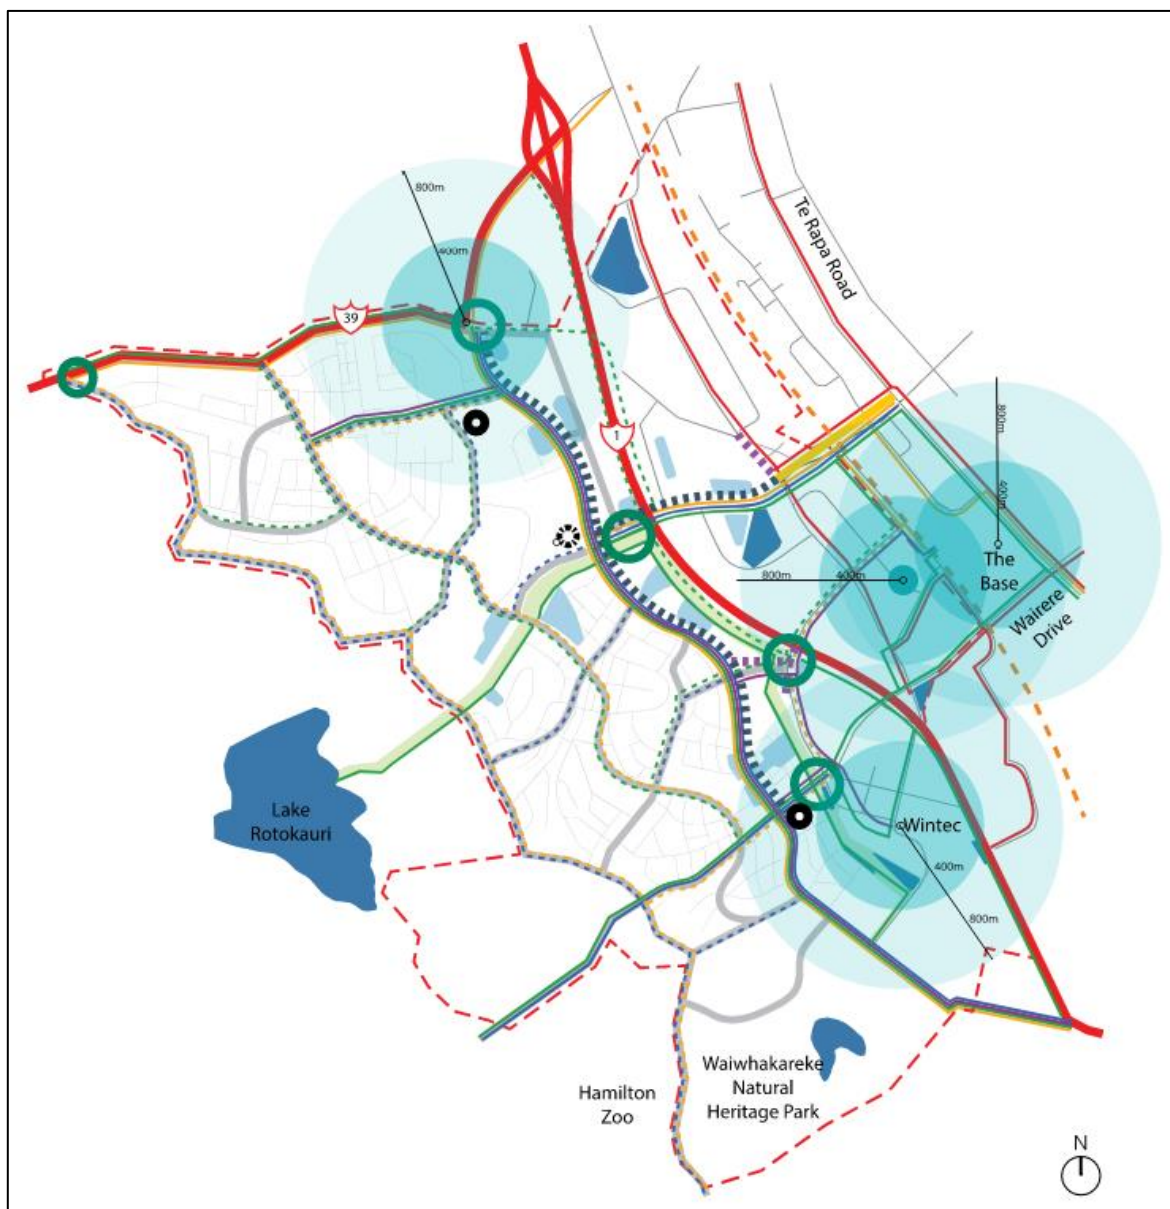 800m
400m
Te Rapa Road
39
1
800m
400m
800m
400m
The
Base
Wairere
Drive
Lake
Rotokauri
Wintec
400m
800m
Waiwhakareke
Natural
Heritage Park
Hamilton
Zoo
N